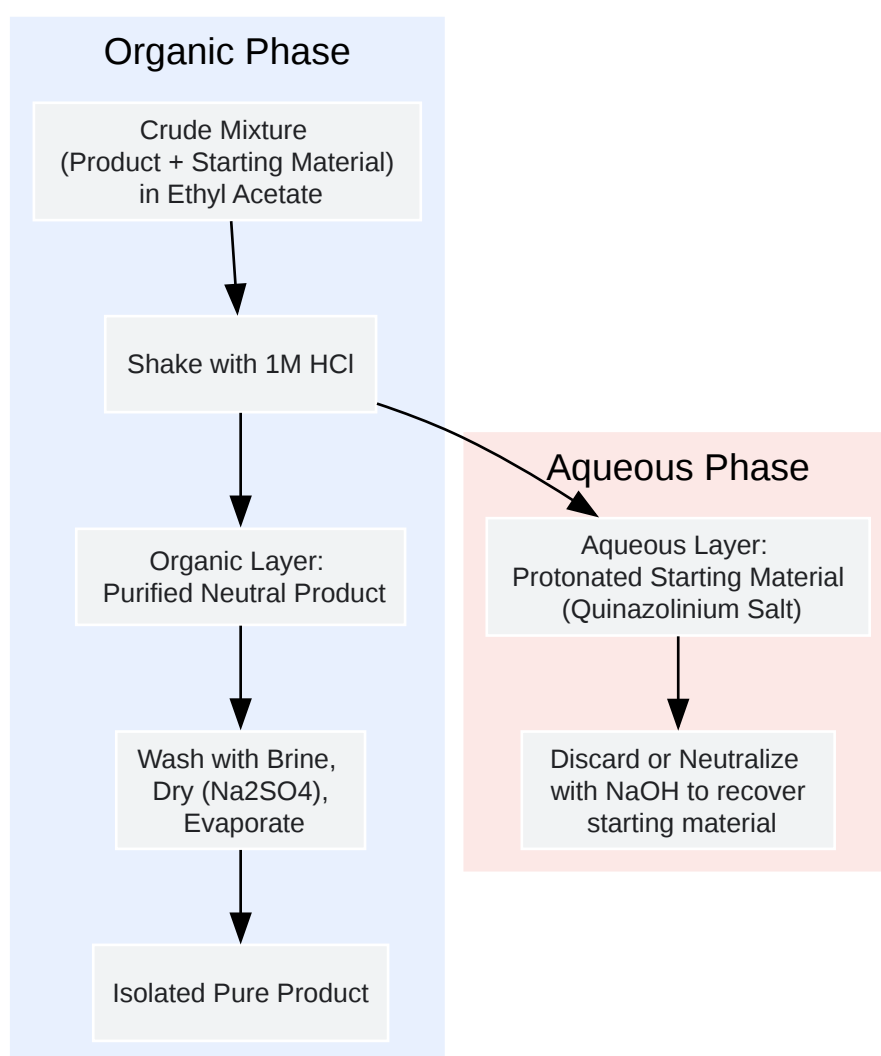 Organic Phase
Crude Mixture
(Product + Starting Material)
in Ethyl Acetate
Shake with 1M HCl
Organic Layer:
Purified Neutral Product
Wash with Brine,
Dry (Na2SO4),
Evaporate
Isolated Pure Product
Aqueous Phase
Aqueous Layer:
Protonated Starting Material
(Quinazolinium Salt)
Discard or Neutralize
with NaOH to recover
starting material